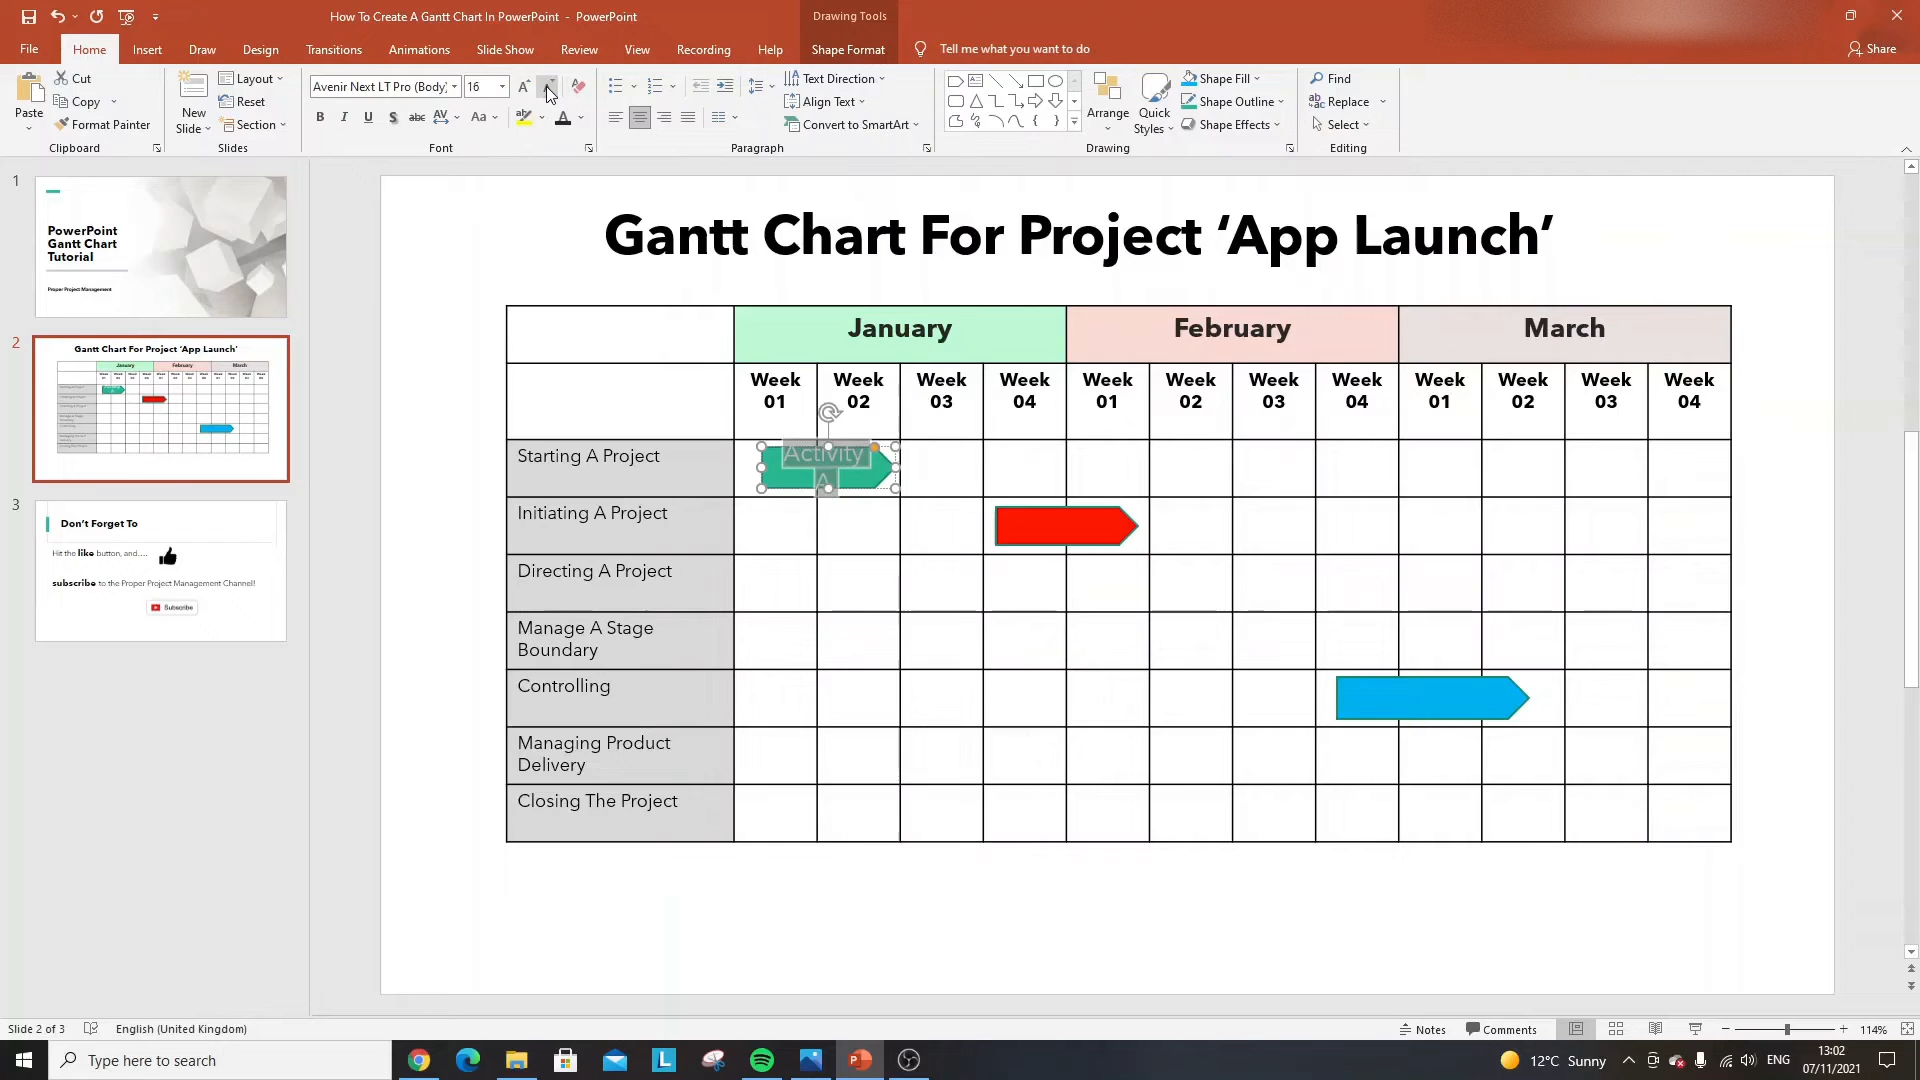 How To Create A Gantt Chart In PowerPoint - PowerPoint
Drawing Tools
File Home Insert Draw Design Transitions Animations Slide Show Review View Recording Help Shape Format Tell me what you want to do Share
Paste
Cut
Copy
Format Painter
Clipboard
New Slide
Layout
Reset
Section
Slides
Avenir Next LT Pro (Body) 16
Font
Text Direction
Align Text
Convert to SmartArt
Paragraph
Arrange
Quick Styles
Shape Fill
Shape Outline
Shape Effects
Drawing
Find
Replace
Select
Editing
1
PowerPoint
Gantt Chart
Tutorial
Proper Project Management
2
Gantt Chart For Project ‘App Launch’
January February March
3
Don’t Forget To
Hit the like button, and....
subscribe to the Proper Project Management Channel!
Subscribe
Gantt Chart For Project ‘App Launch’
January February March
Week 01 Week 02 Week 03 Week 04 Week 01 Week 02 Week 03 Week 04 Week 01 Week 02 Week 03 Week 04
Starting A Project
Activity
A
Initiating A Project
Directing A Project
Manage A Stage
Boundary
Controlling
Managing Product
Delivery
Closing The Project
Slide 2 of 3 English (United Kingdom) Notes Comments 114%
Type here to search
12°C Sunny ENG
13:02
07/11/2021